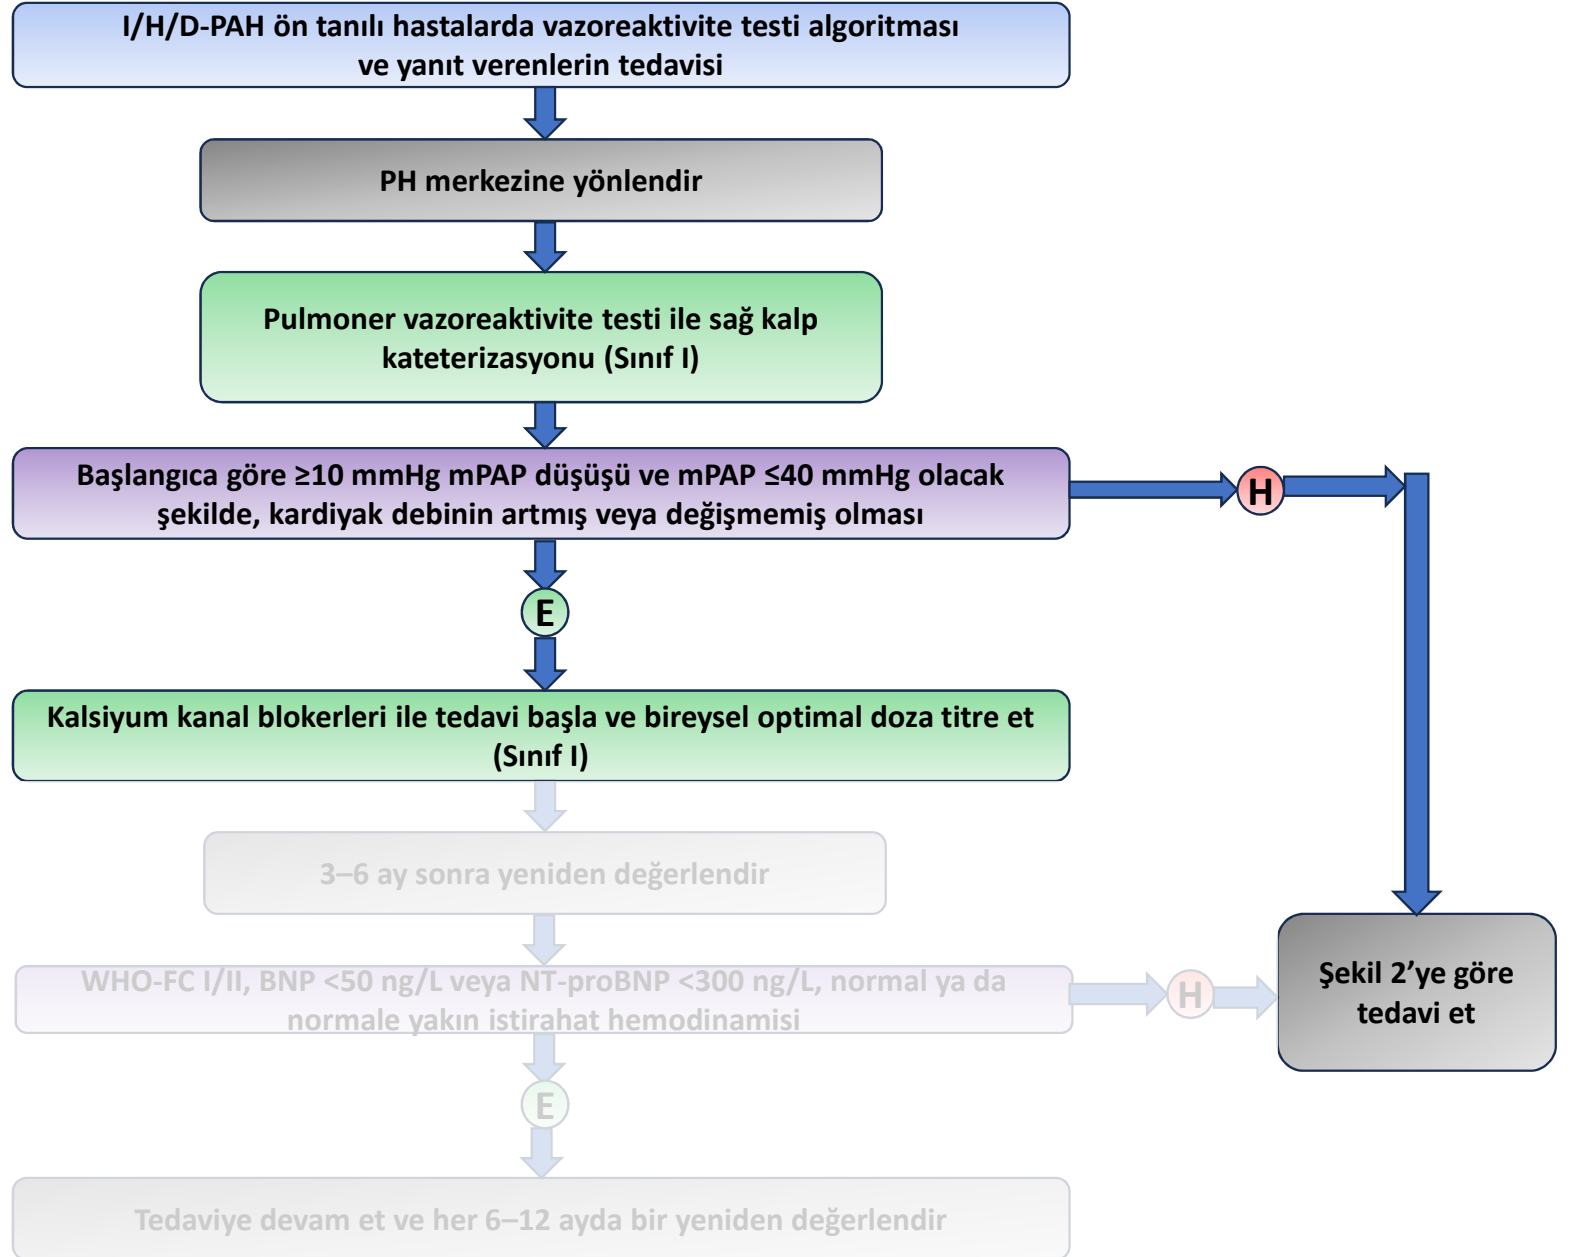 I/H/D-PAH ön tanılı hastalarda vazoreaktivite testi algoritması
ve yanıt verenlerin tedavisi
PH merkezine yönlendir
Pulmoner vazoreaktivite testi ile sağ kalp
kateterizasyonu (Sınıf I)
Başlangıca göre ≥10 mmHg mPAP düşüşü ve mPAP ≤40 mmHg olacak
şekilde, kardiyak debinin artmış veya değişmemiş olması
H
E
Kalsiyum kanal blokerleri ile tedavi başla ve bireysel optimal doza titre et
(Sınıf I)
3–6 ay sonra yeniden değerlendir
WHO-FC I/II, BNP <50 ng/L veya NT-proBNP <300 ng/L, normal ya da
normale yakın istirahat hemodinamisi
H
Şekil 2’ye göre
tedavi et
E
Tedaviye devam et ve her 6–12 ayda bir yeniden değerlendir